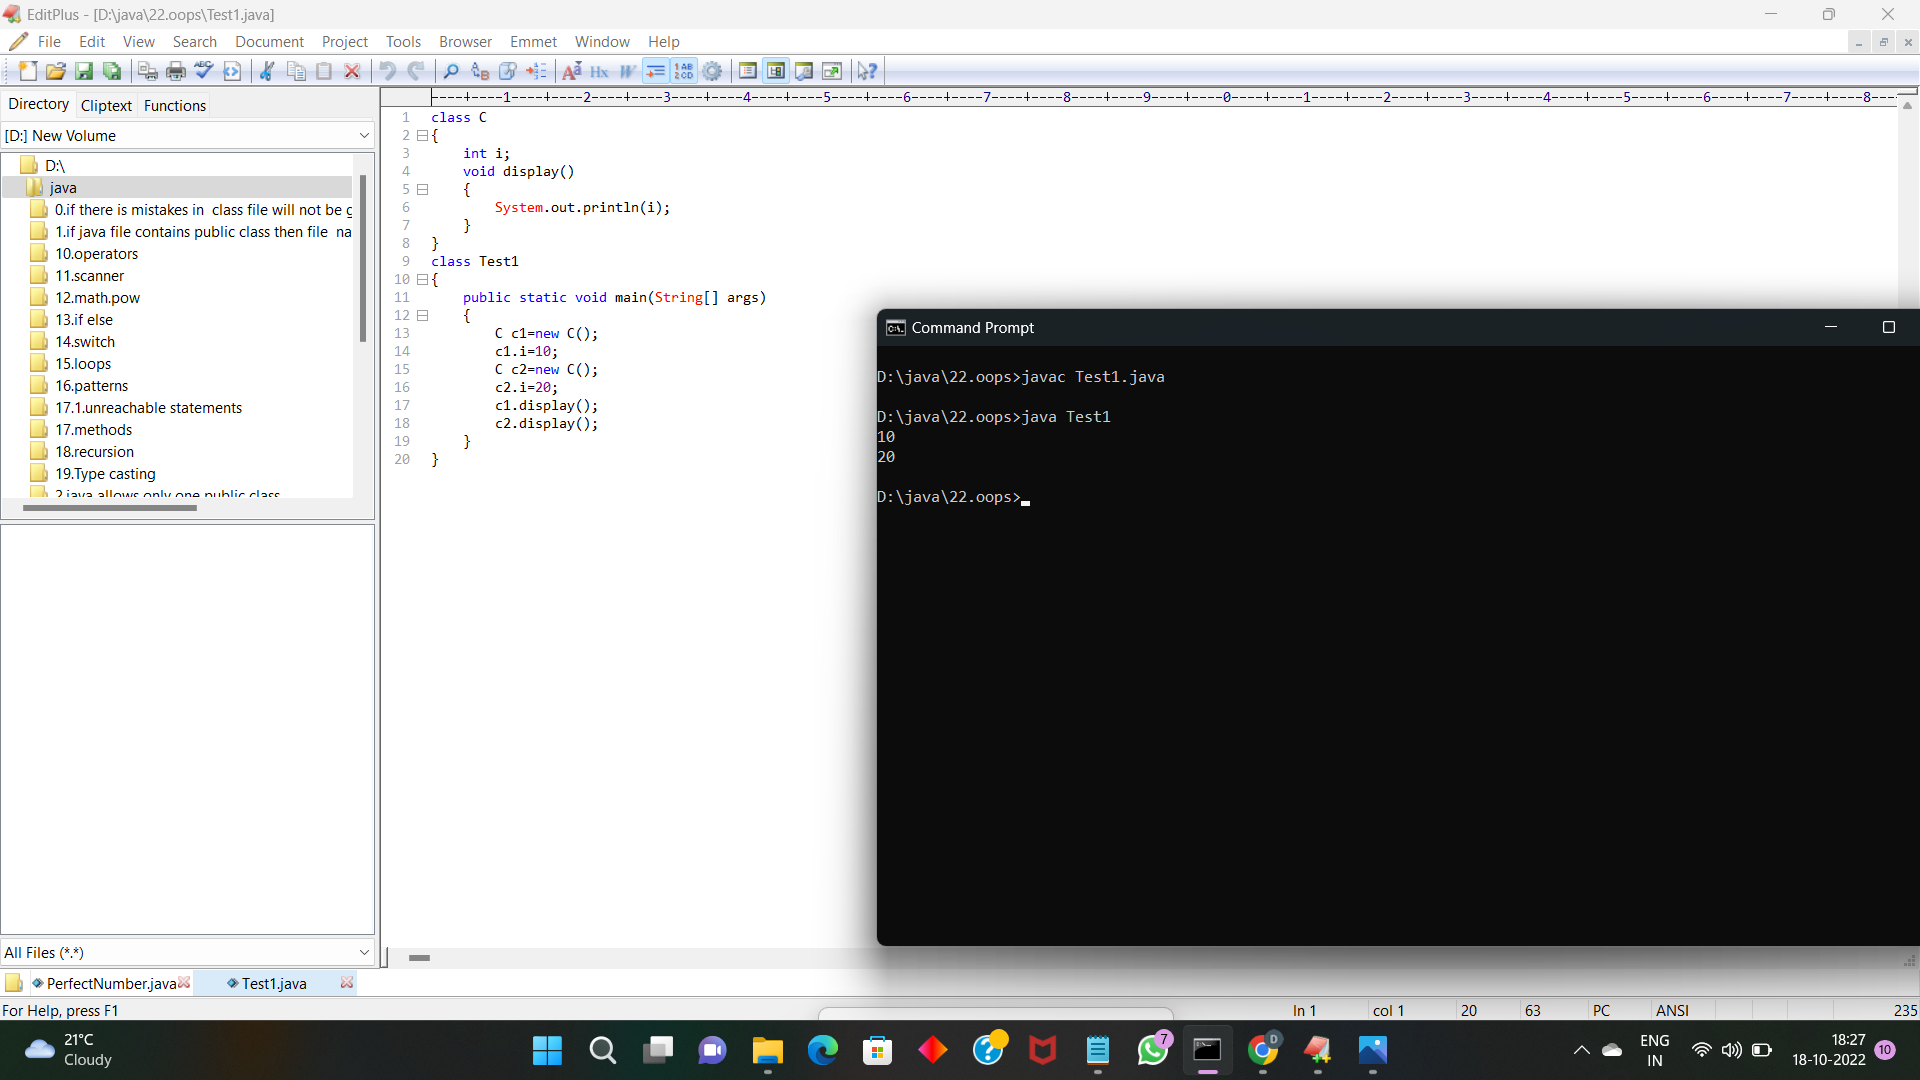 EditPlus - [D:\java\22.oops\Test1.java]
File Edit View Search Document Project Tools Browser Emmet Window Help
Directory Cliptext Functions
[D:] New Volume
D:\
java
0.if there is mistakes in class file will not be g
1.if java file contains public class then file na
10.operators
11.scanner
12.math.pow
13.if else
14.switch
15.loops
16.patterns
17.1.unreachable statements
17.methods
18.recursion
19.Type casting
2.java allows only one public class
All Files (*.*)
----+----1----+----2----+----3----+----4----+----5----+----6----+----7----+----8----+----9----+----0----+----1----+----2----+----3----+----4----+----5----+----6----+----7----+----8---
1 class C
2 {
3 int i;
4 void display()
5 {
6 System.out.println(i);
7 }
8 }
9 class Test1
10 {
11 public static void main(String[] args)
12 {
13 C c1=new C();
14 c1.i=10;
15 C c2=new C();
16 c2.i=20;
17 c1.display();
18 c2.display();
19 }
20 }
Command Prompt
D:\java\22.oops>javac Test1.java
D:\java\22.oops>java Test1
10
20
D:\java\22.oops>
PerfectNumber.java Test1.java
For Help, press F1 ln 1 col 1 20 63 PC ANSI 235
21°C
Cloudy
7
D
ENG
IN
18:27
18-10-2022
10